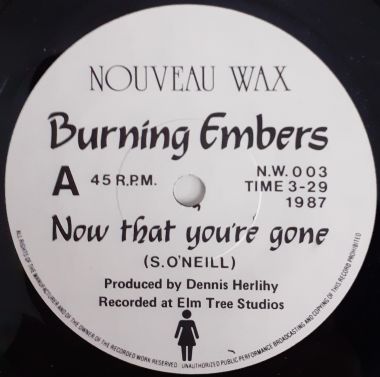 NOUVEAU WAX
Burning Embers
A
45 R.P.M.
N.W. 003
TIME 3-29
1987
Now that you're gone
(S. O'NEILL)
Produced by Dennis Herlihy
Recorded at Elm Tree Studios
ALL RIGHTS OF THE MANUFACTURER AND OF THE OWNER OF THE RECORDED WORK RESERVED UNAUTHORIZED PUBLIC PERFORMANCE BROADCASTING AND COPYING OF THIS RECORD PROHIBITED